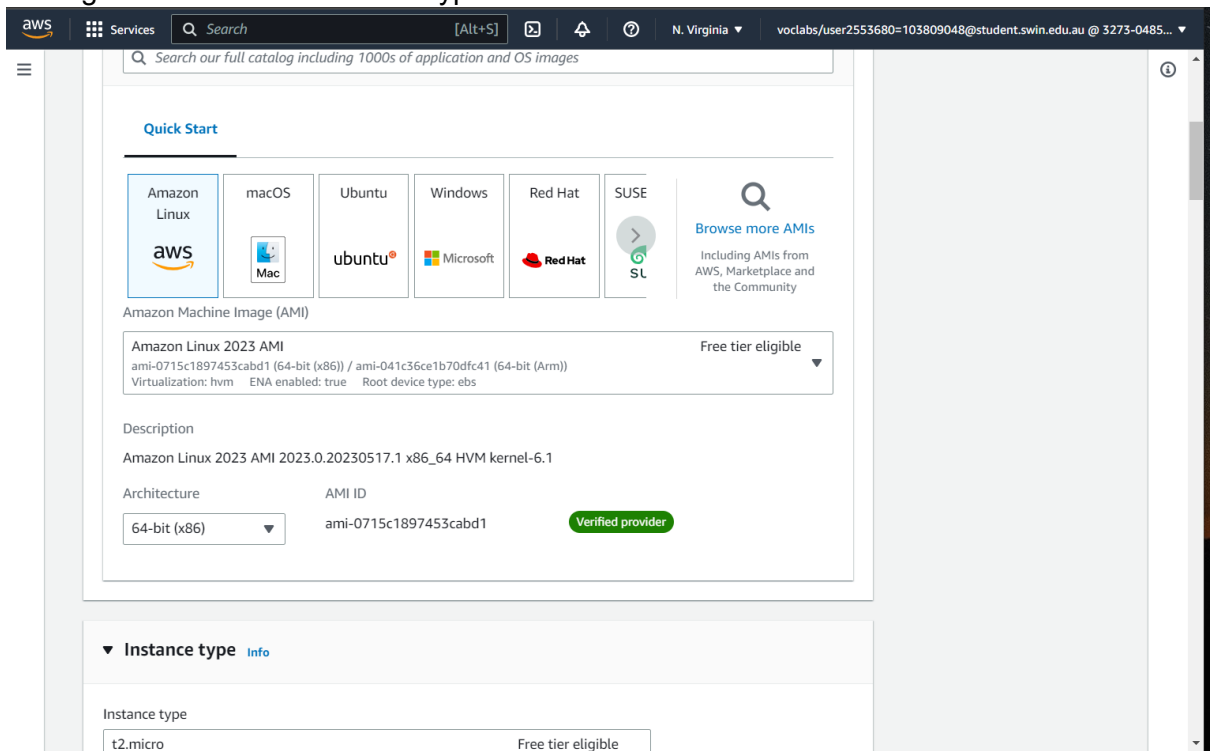 aws Services Search [Alt+S] N. Virginia voclabs/user2553680=103809048@student.swin.edu.au @ 3273-0485...
Search our full catalog including 1000s of application and OS images
Quick Start
Amazon Linux
aws
macOS
Mac
Ubuntu
ubuntu
Windows
Microsoft
Red Hat
Red Hat
SUSE
SU
Browse more AMIs
Including AMIs from
AWS, Marketplace and
the Community
Amazon Machine Image (AMI)
Amazon Linux 2023 AMI Free tier eligible
ami-0715c1897453cabd1 (64-bit (x86)) / ami-041c36ce1b70dfc41 (64-bit (Arm))
Virtualization: hvm ENA enabled: true Root device type: ebs
Description
Amazon Linux 2023 AMI 2023.0.20230517.1 x86_64 HVM kernel-6.1
Architecture AMI ID
64-bit (x86) ami-0715c1897453cabd1 Verified provider
Instance type Info
Instance type
t2.micro Free tier eligible